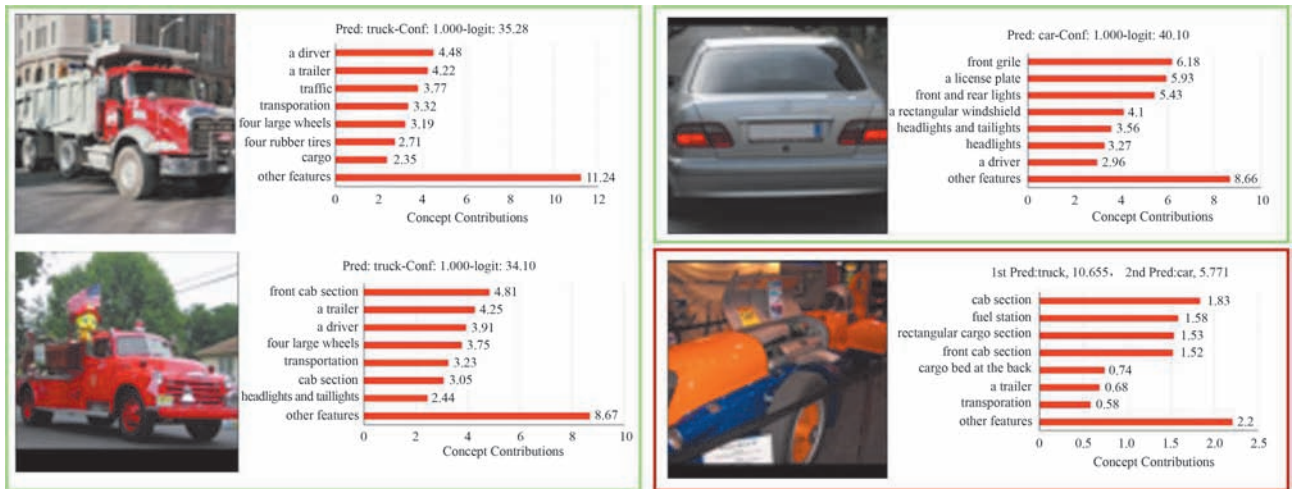 Pred: truck-Conf: 1.000-logit: 35.28
a dirver 4.48
a trailer 4.22
traffic 3.77
transporation 3.32
four large wheels 3.19
four rubber tires 2.71
cargo 2.35
other features 11.24
0 2 4 6 8 10 12
Concept Contributions
Pred: truck-Conf: 1.000-logit: 34.10
front cab section 4.81
a trailer 4.25
a driver 3.91
four large wheels 3.75
transportation 3.23
cab section 3.05
headlights and taillights 2.44
other features 8.67
0 2 4 6 8 10
Concept Contributions
Pred: car-Conf: 1.000-logit: 40.10
front grile 6.18
a license plate 5.93
front and rear lights 5.43
a rectangular windshield 4.1
headlights and tailights 3.56
headlights 3.27
a driver 2.96
other features 8.66
0 2 4 6 8 10
Concept Contributions
1st Pred:truck, 10.655, 2nd Pred:car, 5.771
cab section 1.83
fuel station 1.58
rectangular cargo section 1.53
front cab section 1.52
cargo bed at the back 0.74
a trailer 0.68
transporation 0.58
other features 2.2
0 0.5 1.0 1.5 2.0 2.5
Concept Contributions